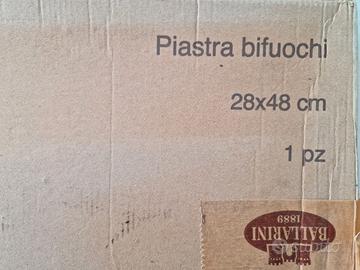 Piastra bifuochi
28x48 cm
1 pz
BALLARINI
1889